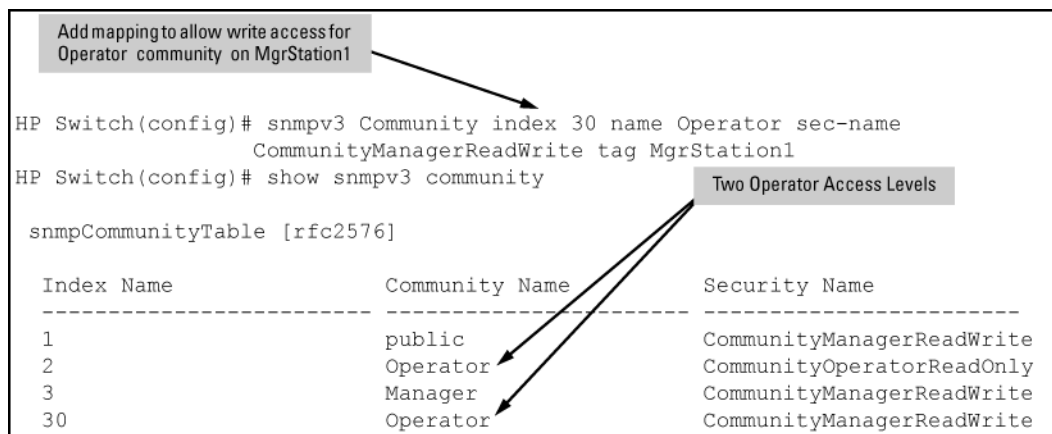 Add mapping to allow write access for
Operator community on MgrStation1
HP Switch(config)# snmpv3 Community index 30 name Operator sec-name
CommunityManagerReadWrite tag MgrStation1
HP Switch(config)# show snmpv3 community
Two Operator Access Levels
snmpCommunityTable [rfc2576]
Index Name Community Name Security Name
------------------------- ----------------------- ------------------------
1 public CommunityManagerReadWrite
2 Operator CommunityOperatorReadOnly
3 Manager CommunityManagerReadWrite
30 Operator CommunityManagerReadWrite